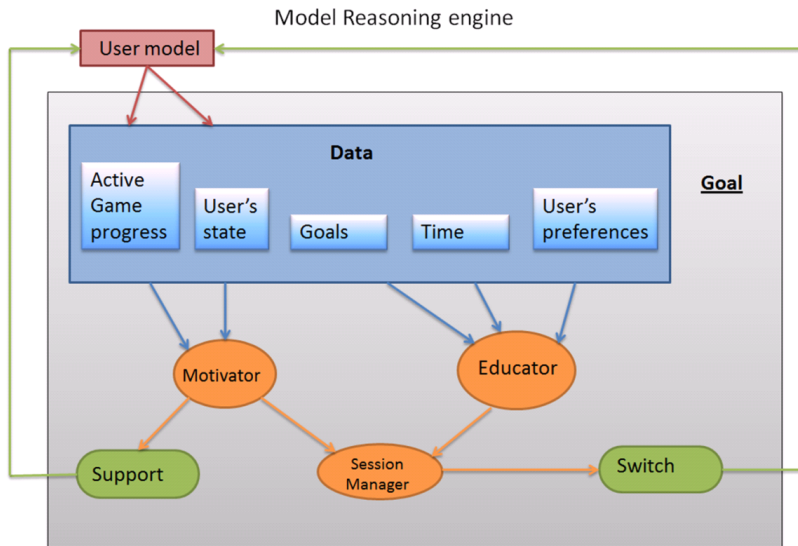 Model Reasoning engine
User model
Data
Goal
Active
Game
progress
User’s
state
Goals
Time
User’s
preferences
Motivator
Educator
Support
Session
Manager
Switch